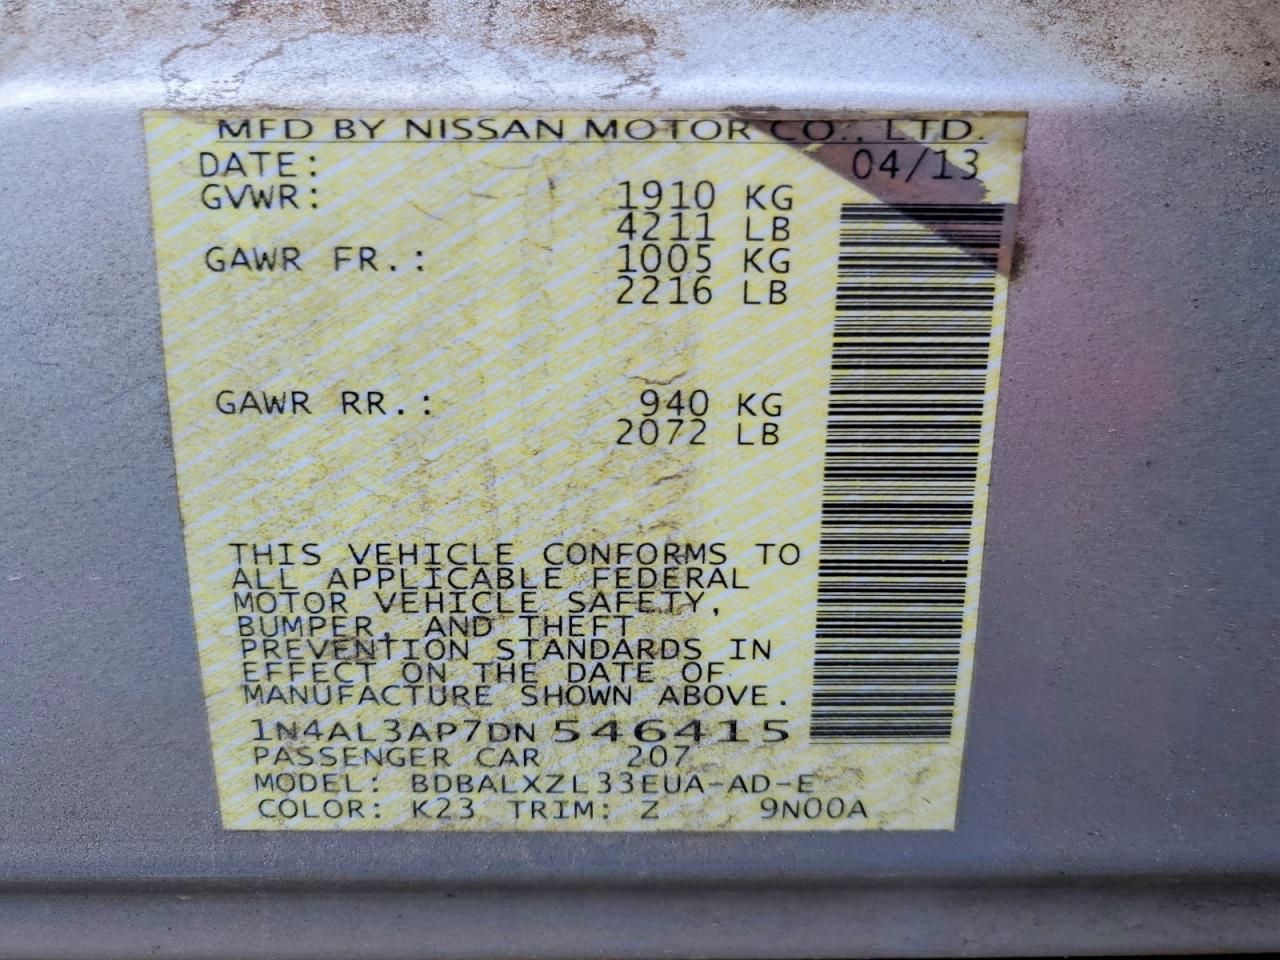 MFD BY NISSAN MOTOR CO., LTD.
DATE: 04/13
GVWR: 1910 KG
4211 LB
GAWR FR.: 1005 KG
2216 LB
GAWR RR.: 940 KG
2072 LB
THIS VEHICLE CONFORMS TO
ALL APPLICABLE FEDERAL
MOTOR VEHICLE SAFETY,
BUMPER, AND THEFT
PREVENTION STANDARDS IN
EFFECT ON THE DATE OF
MANUFACTURE SHOWN ABOVE.
1N4AL3AP7DN 546415
PASSENGER CAR 207
MODEL: BDBALXZL33EUA-AD-E
COLOR: K23 TRIM: Z 9N00A